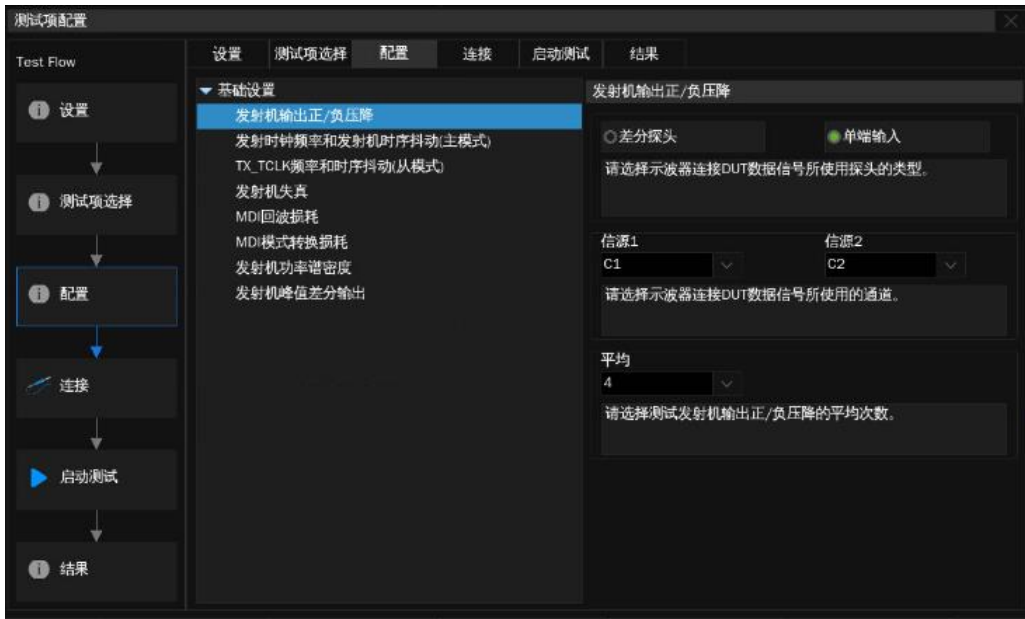 测试项配置
Test Flow
设置
测试项选择
配置
连接
启动测试
结果
设置 测试项选择 配置 连接 启动测试 结果
基础设置
发射机输出正/负压降
发射时钟频率和发射机时序抖动(主模式)
TX_TCLK频率和时序抖动(从模式)
发射机失真
MDI回波损耗
MDI模式转换损耗
发射机功率谱密度
发射机峰值差分输出
发射机输出正/负压降
差分探头 单端输入
请选择示波器连接DUT数据信号所使用探头的类型。
信源1 信源2
C1 C2
请选择示波器连接DUT数据信号所使用的通道。
平均
4
请选择测试发射机输出正/负压降的平均次数。